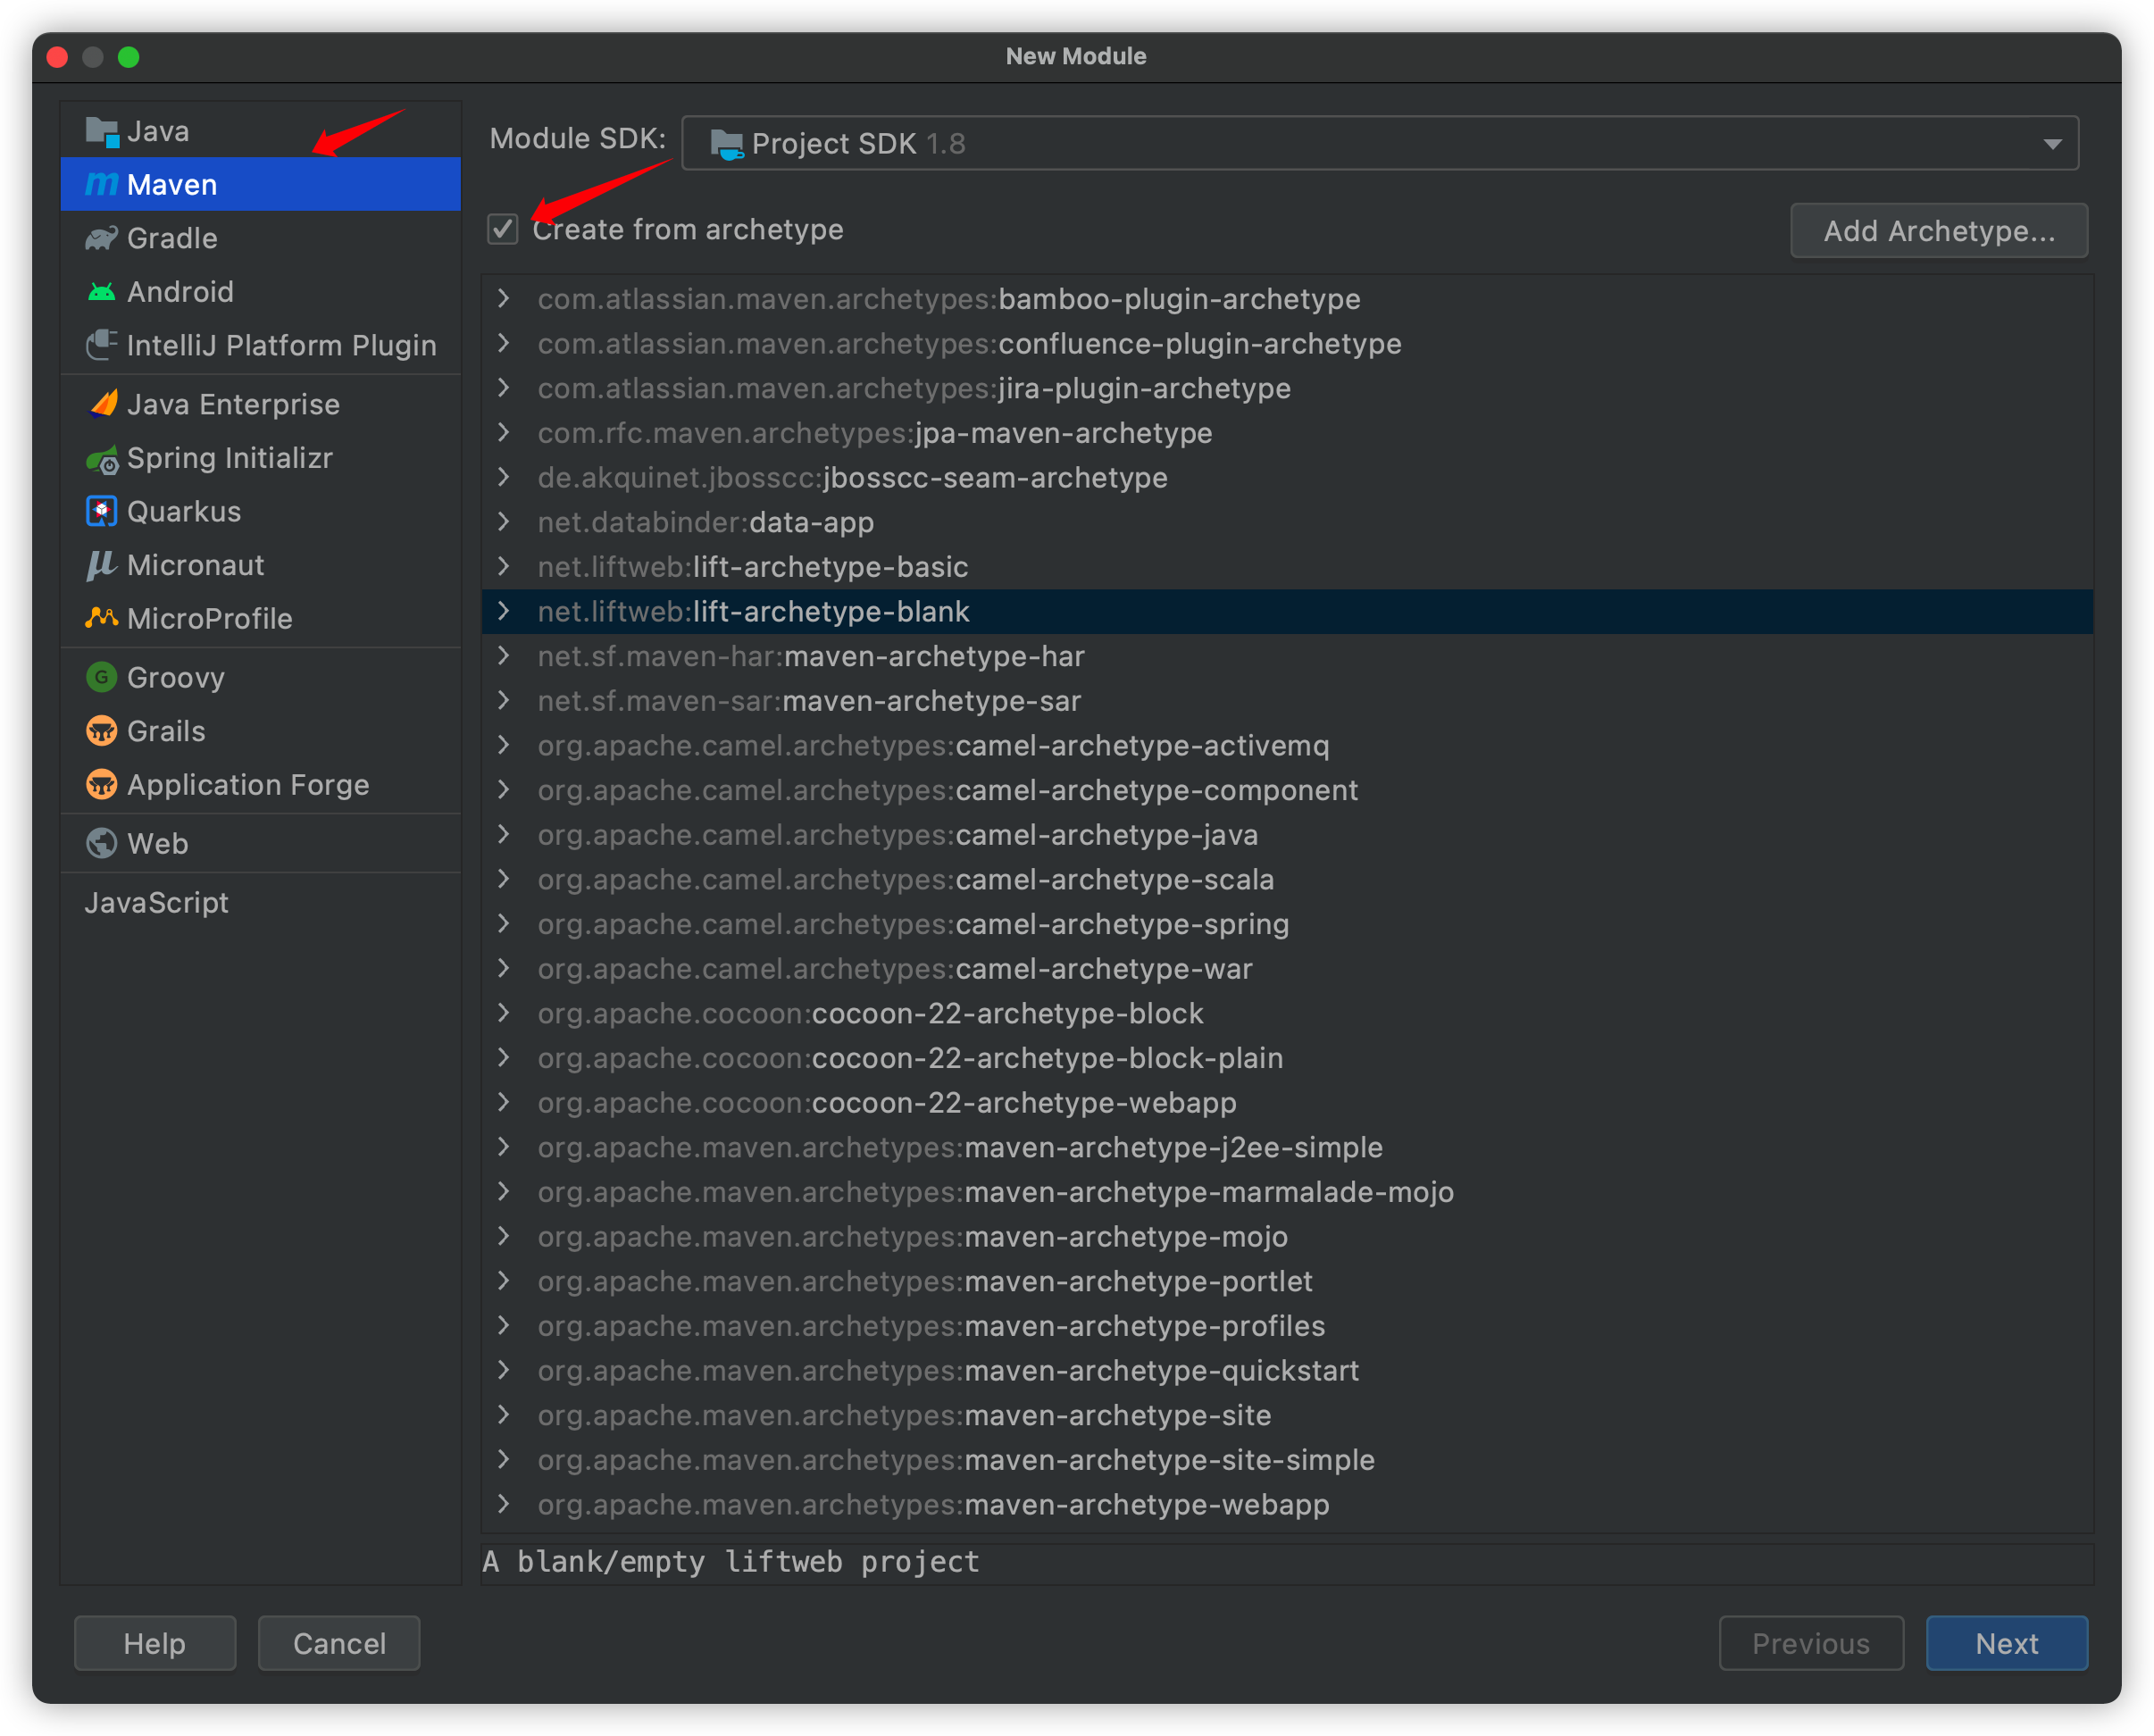 New Module
Java
Maven
Gradle
Android
IntelliJ Platform Plugin
Java Enterprise
Spring Initializr
Quarkus
Micronaut
MicroProfile
Groovy
Grails
Application Forge
Web
JavaScript
Module SDK: Project SDK 1.8
Create from archetype
Add Archetype...
com.atlassian.maven.archetypes:bamboo-plugin-archetype
com.atlassian.maven.archetypes:confluence-plugin-archetype
com.atlassian.maven.archetypes:jira-plugin-archetype
com.rfc.maven.archetypes:jpa-maven-archetype
de.akquinet.jbosscc:jbosscc-seam-archetype
net.databinder:data-app
net.liftweb:lift-archetype-basic
net.liftweb:lift-archetype-blank
net.sf.maven-har:maven-archetype-har
net.sf.maven-sar:maven-archetype-sar
org.apache.camel.archetypes:camel-archetype-activemq
org.apache.camel.archetypes:camel-archetype-component
org.apache.camel.archetypes:camel-archetype-java
org.apache.camel.archetypes:camel-archetype-scala
org.apache.camel.archetypes:camel-archetype-spring
org.apache.camel.archetypes:camel-archetype-war
org.apache.cocoon:cocoon-22-archetype-block
org.apache.cocoon:cocoon-22-archetype-block-plain
org.apache.cocoon:cocoon-22-archetype-webapp
org.apache.maven.archetypes:maven-archetype-j2ee-simple
org.apache.maven.archetypes:maven-archetype-marmalade-mojo
org.apache.maven.archetypes:maven-archetype-mojo
org.apache.maven.archetypes:maven-archetype-portlet
org.apache.maven.archetypes:maven-archetype-profiles
org.apache.maven.archetypes:maven-archetype-quickstart
org.apache.maven.archetypes:maven-archetype-site
org.apache.maven.archetypes:maven-archetype-site-simple
org.apache.maven.archetypes:maven-archetype-webapp
A blank/empty liftweb project
Help
Cancel
Previous
Next